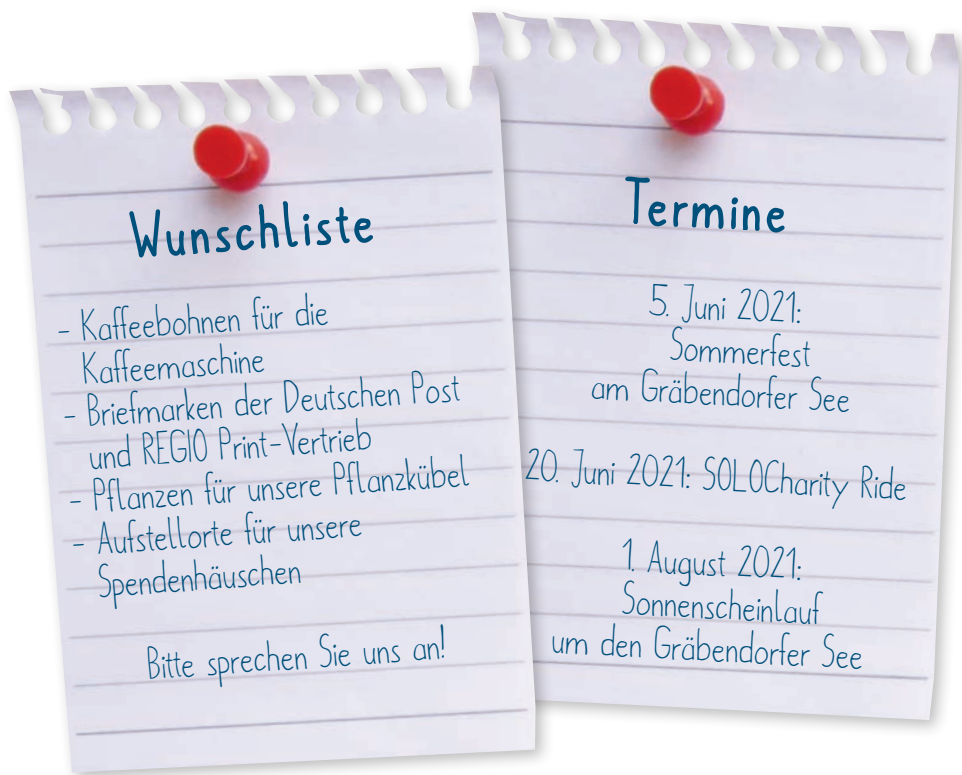 Wunschliste
- Kaffeebohnen für die
Kaffeemaschine
- Briefmarken der Deutschen Post
und REGIO Print-Vertrieb
- Pflanzen für unsere Pflanzkübel
- Aufstellorte für unsere
Spendenhäuschen
Bitte sprechen Sie uns an!
Termine
5. Juni 2021:
Sommerfest
am Gräbendorfer See
20. Juni 2021: SOLOCharity Ride
1. August 2021:
Sonnenscheinlauf
um den Gräbendorfer See